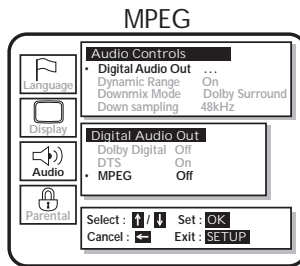 MPEG
Language
Display
Audio
Parental
Audio Controls
• Digital Audio Out ...
Dynamic Range On
Downmix Mode Dolby Surround
Down sampling 48kHz
Digital Audio Out
Dolby Digital Off
DTS On
• MPEG Off
Select : / Set : OK
Cancel : Exit : SETUP